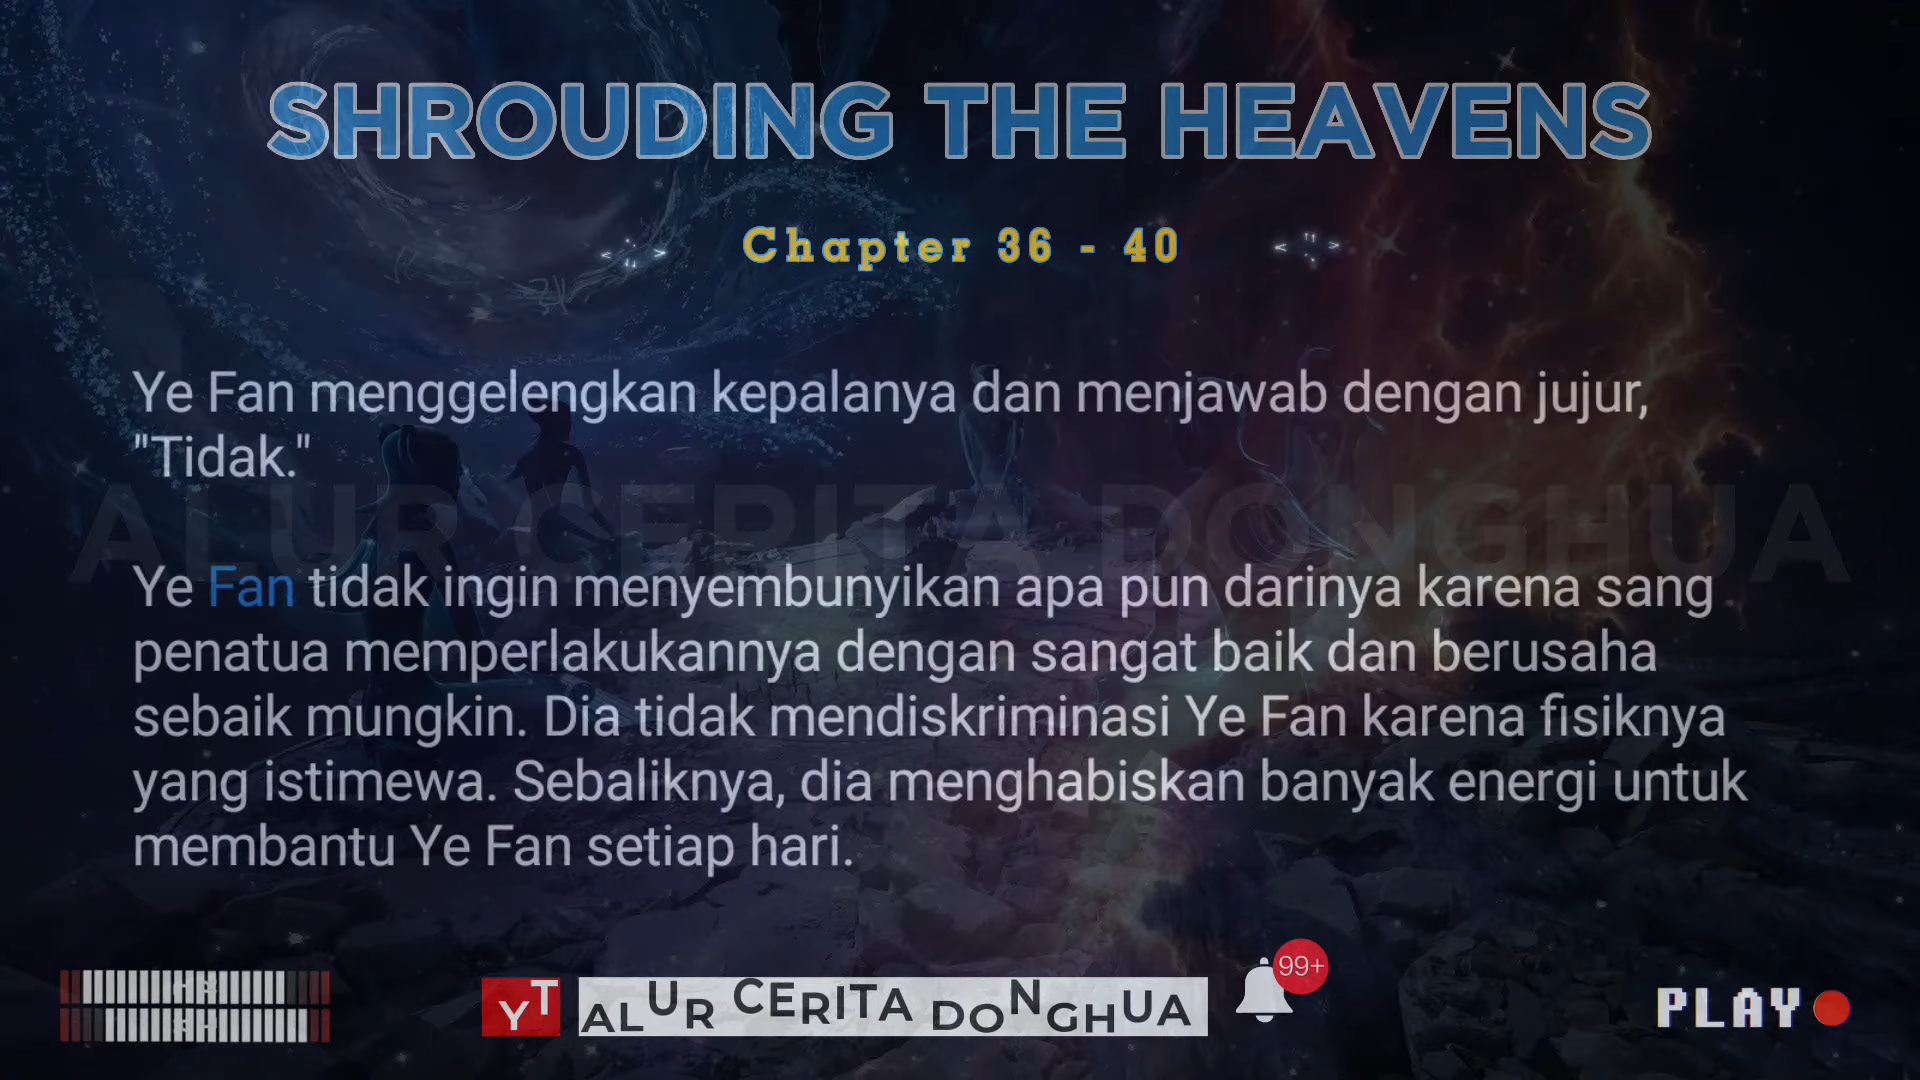 SHROUDING THE HEAVENS
Chapter 36 - 40
Ye Fan menggelengkan kepalanya dan menjawab dengan jujur,
"Tidak."
ALUR CERITA DONGHUA
Ye Fan tidak ingin menyembunyikan apa pun darinya karena sang
penatua memperlakukannya dengan sangat baik dan berusaha
sebaik mungkin. Dia tidak mendiskriminasi Ye Fan karena fisiknya
yang istimewa. Sebaliknya, dia menghabiskan banyak energi untuk
membantu Ye Fan setiap hari.
YT ALUR CERITA DONGHUA
99+
PLAY